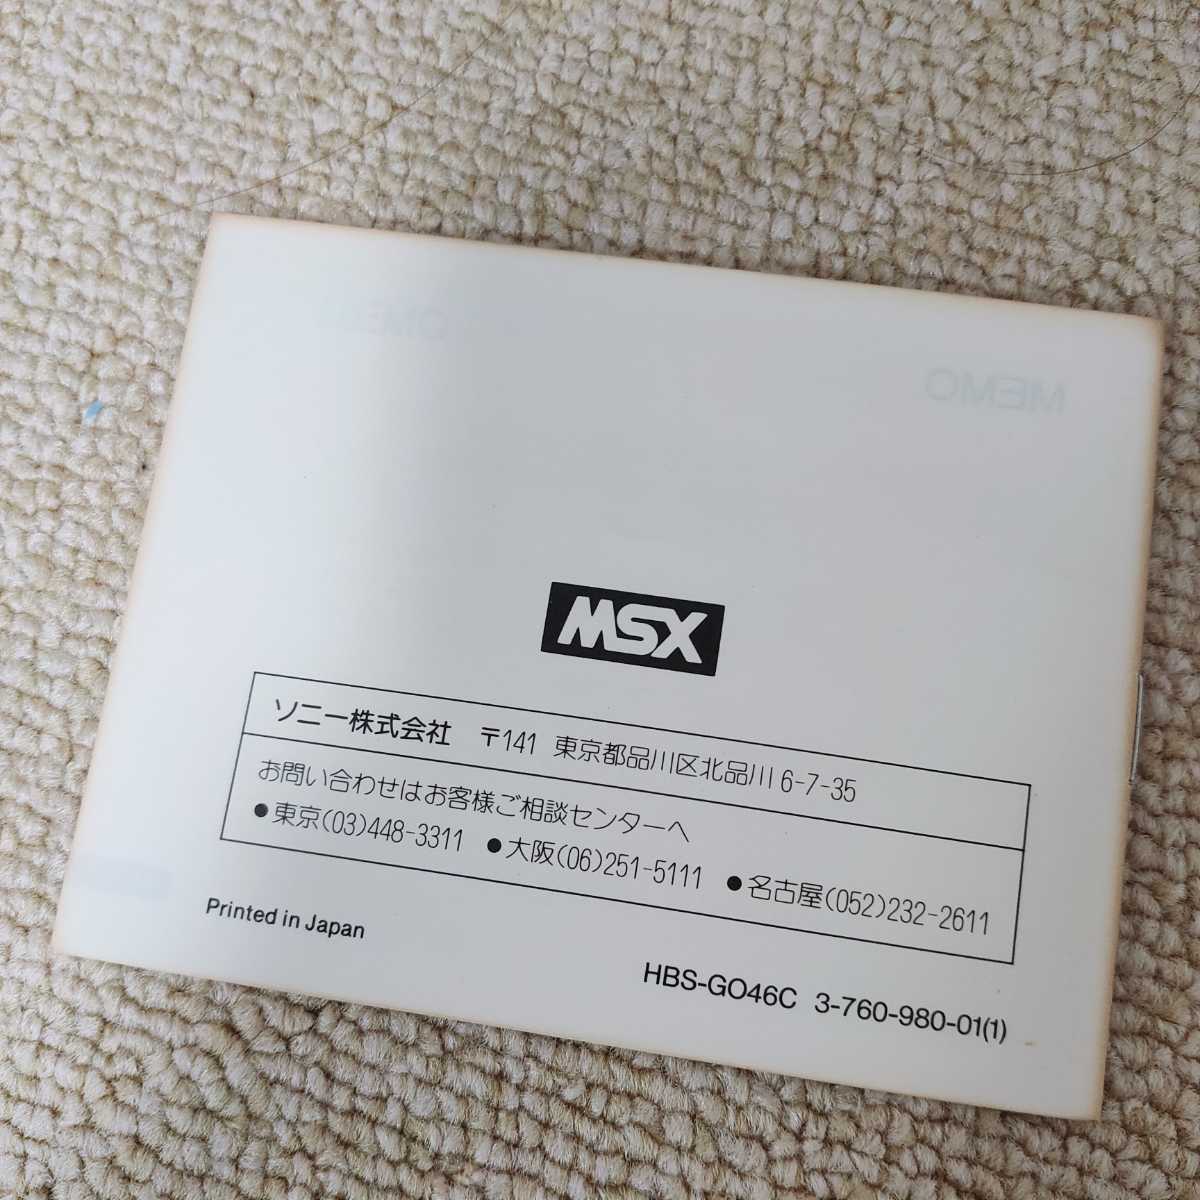 MEMO
MSX
ソニー株式会社 〒141 東京都品川区北品川6-7-35
お問い合わせはお客様ご相談センターへ
●東京(03)448-3311 ●大阪(06)251-5111 ●名古屋(052)232-2611
Printed in Japan
HBS-GO46C 3-760-980-01(1)